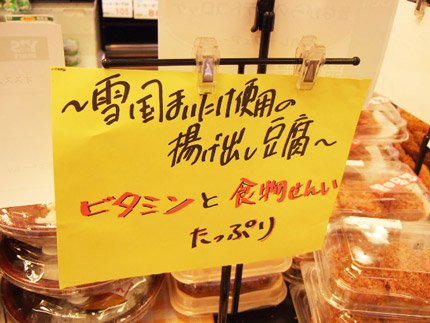 ～雪国まいたけ使用の
揚げ出し豆腐～
ビタミンと食物せんい
たっぷり